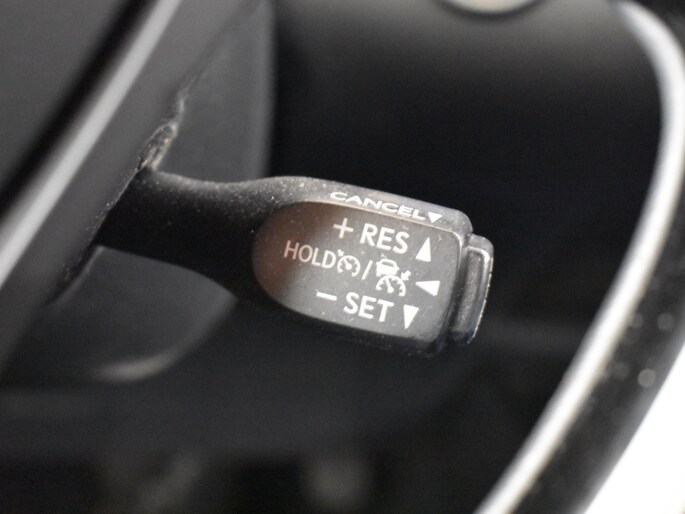 CANCEL▼
+ RES ▲
HOLD / ◀
− SET ▼